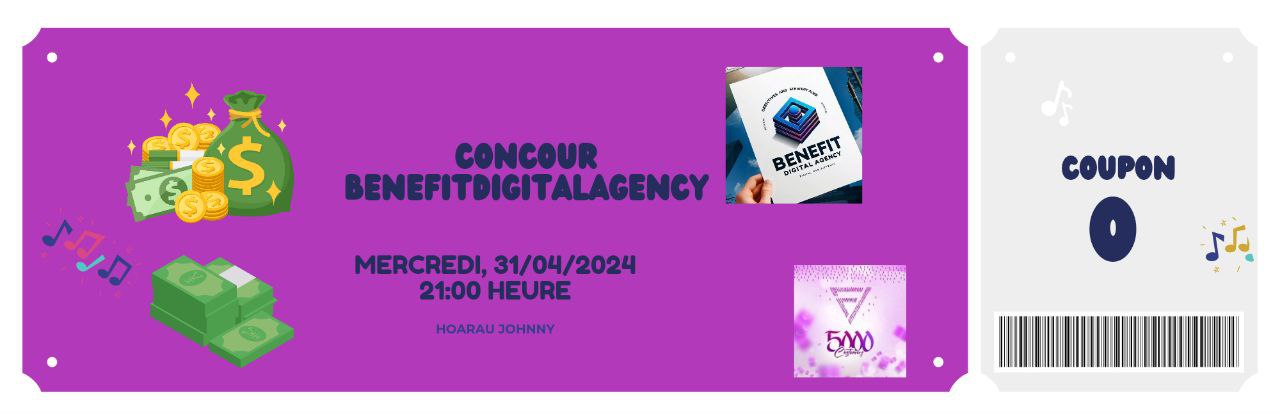 CONCOUR
BENEFITDIGITALAGENCY
MERCREDI, 31/04/2024
21:00 HEURE
HOARAU JOHNNY
BENEFIT
DIGITAL AGENCY
5000
COUPON
0